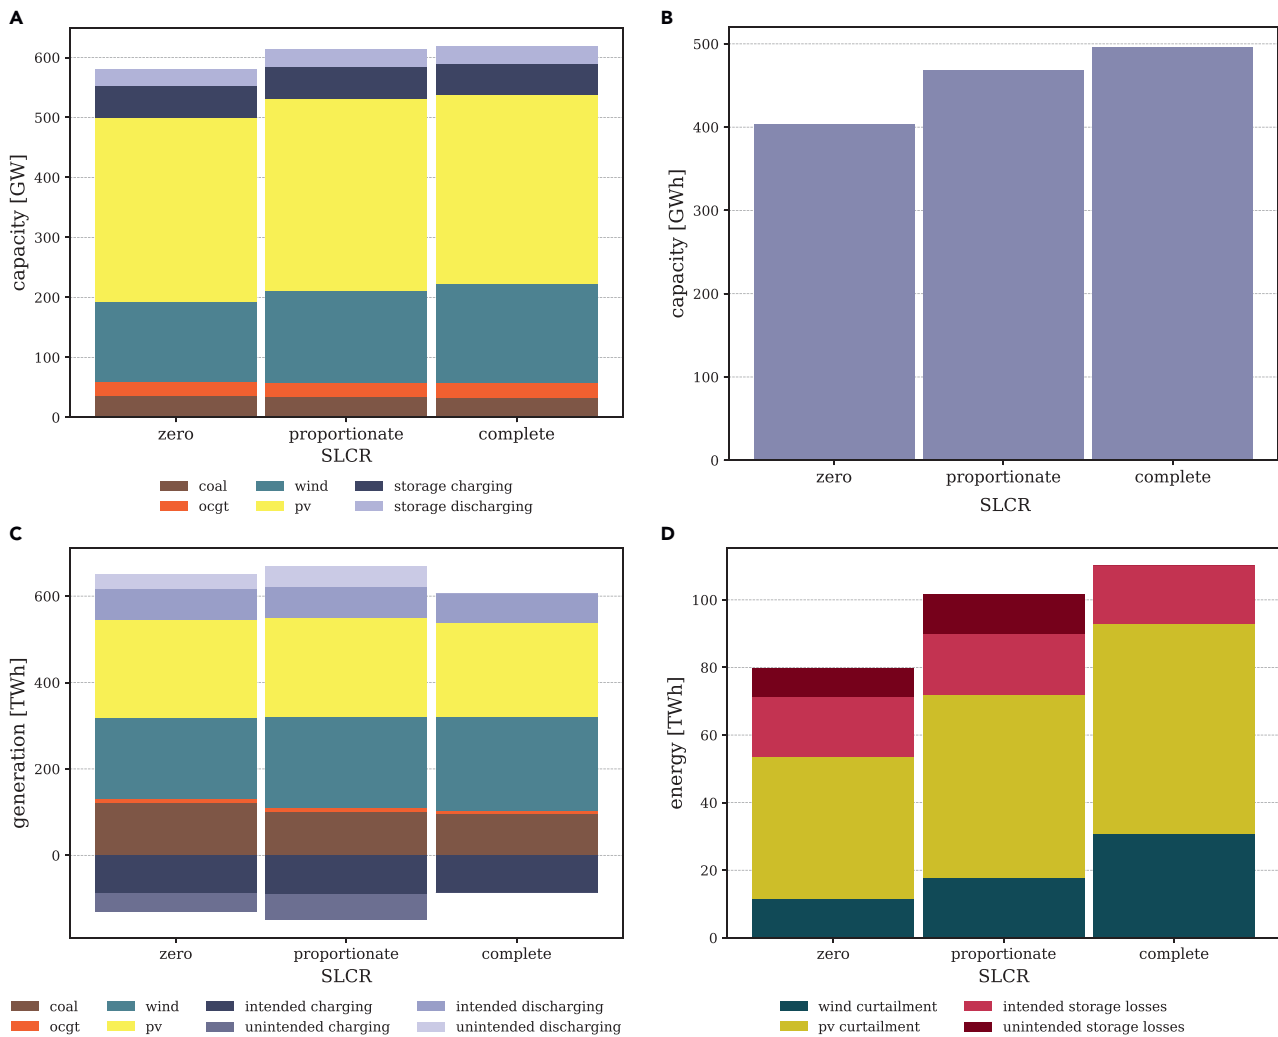 A
capacity [GW]
600
500
400
300
200
100
0
zero
proportionate
complete
SLCR
coal
wind
storage charging
ocgt
pv
storage discharging
B
capacity [GWh]
500
400
300
200
100
0
zero
proportionate
complete
SLCR
C
generation [TWh]
600
400
200
0
zero
proportionate
complete
SLCR
coal
wind
intended charging
intended discharging
ocgt
pv
unintended charging
unintended discharging
D
energy [TWh]
100
80
60
40
20
0
zero
proportionate
complete
SLCR
wind curtailment
intended storage losses
pv curtailment
unintended storage losses